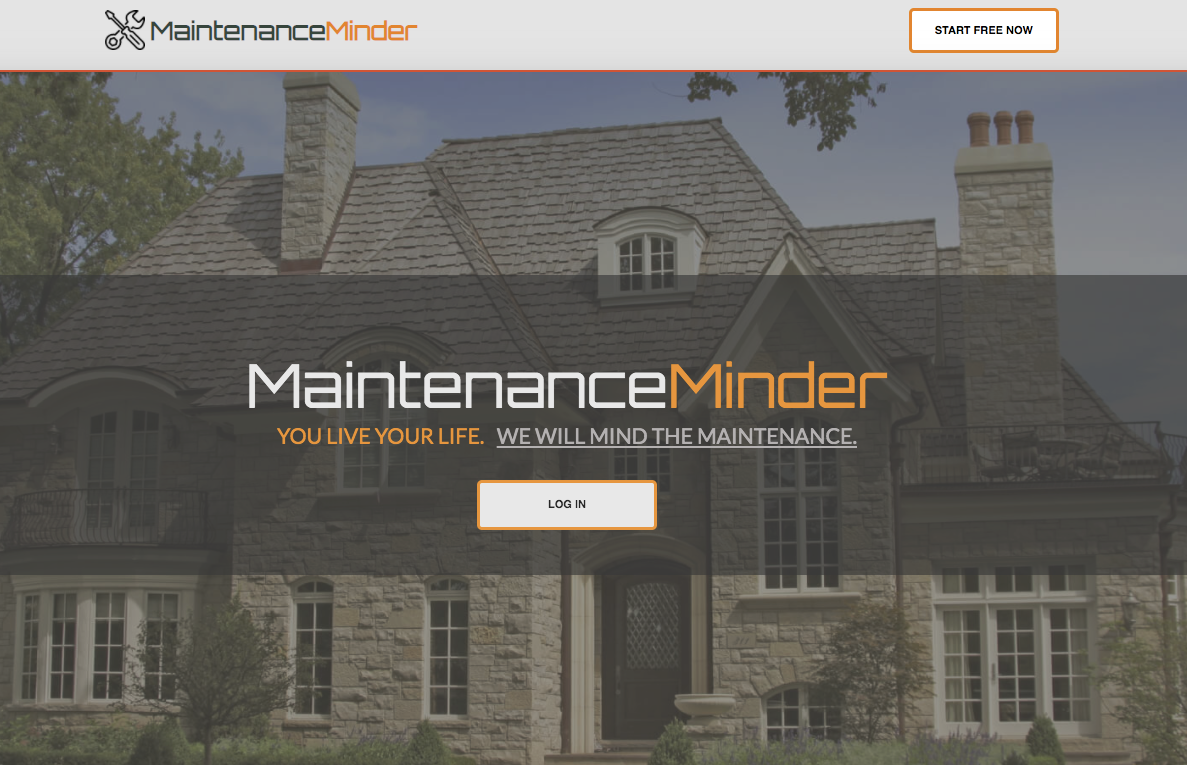 MaintenanceMinder
START FREE NOW
MaintenanceMinder
YOU LIVE YOUR LIFE. WE WILL MIND THE MAINTENANCE.
LOG IN